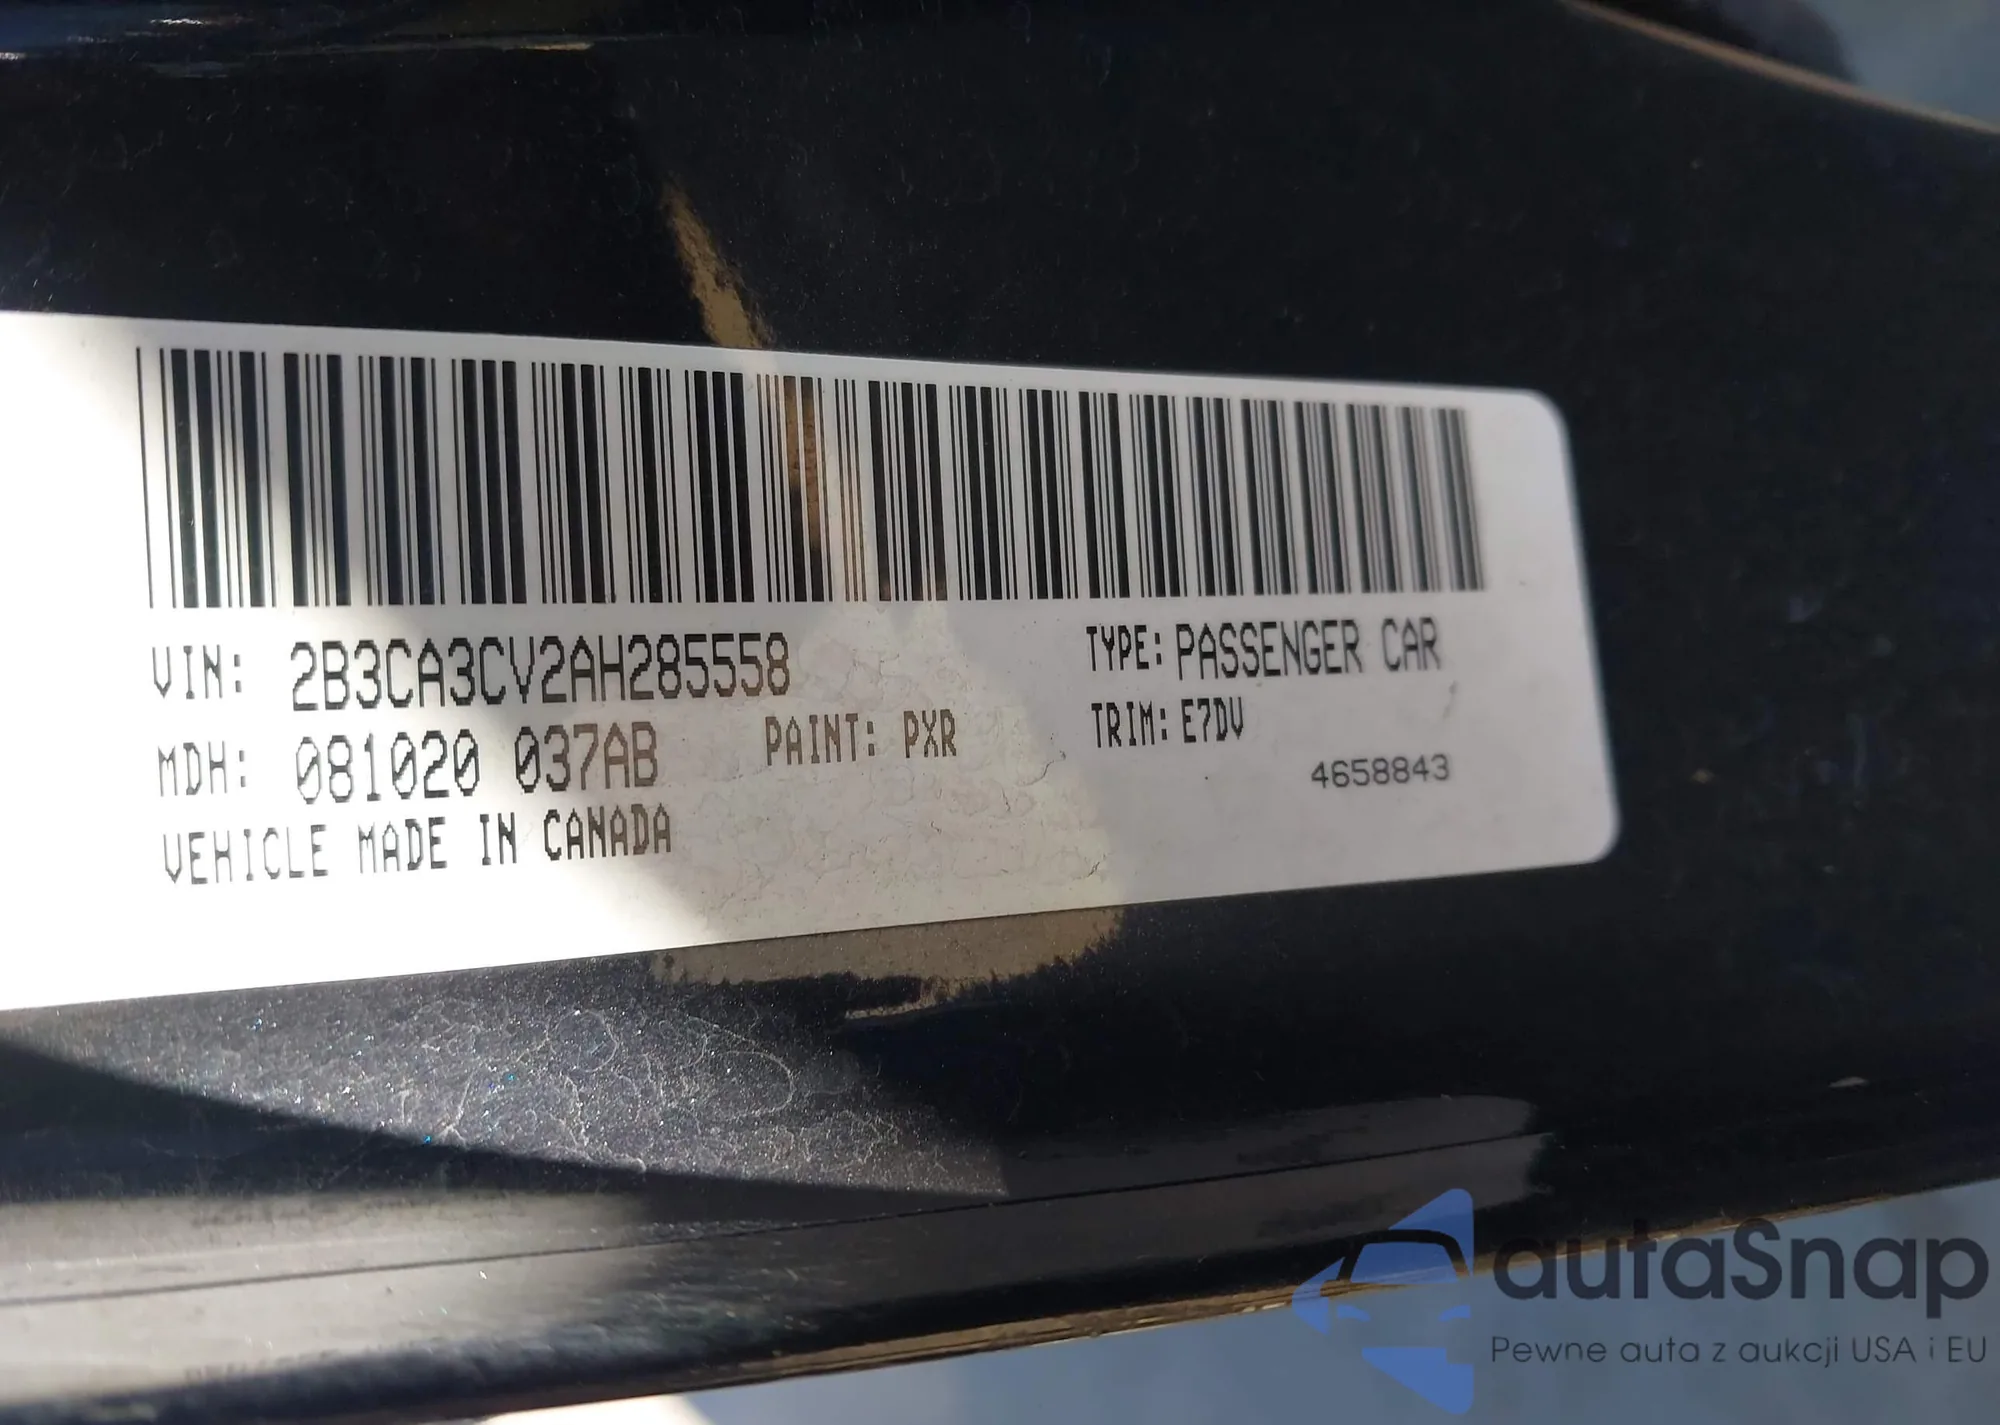 VIN: 2B3CA3CV2AH285558
TYPE: PASSENGER CAR
MDH: 081020 037AB PAINT: PXR
TRIM: E7DV
4658843
VEHICLE MADE IN CANADA
autaSnap
Pewne auta z aukcji USA i EU